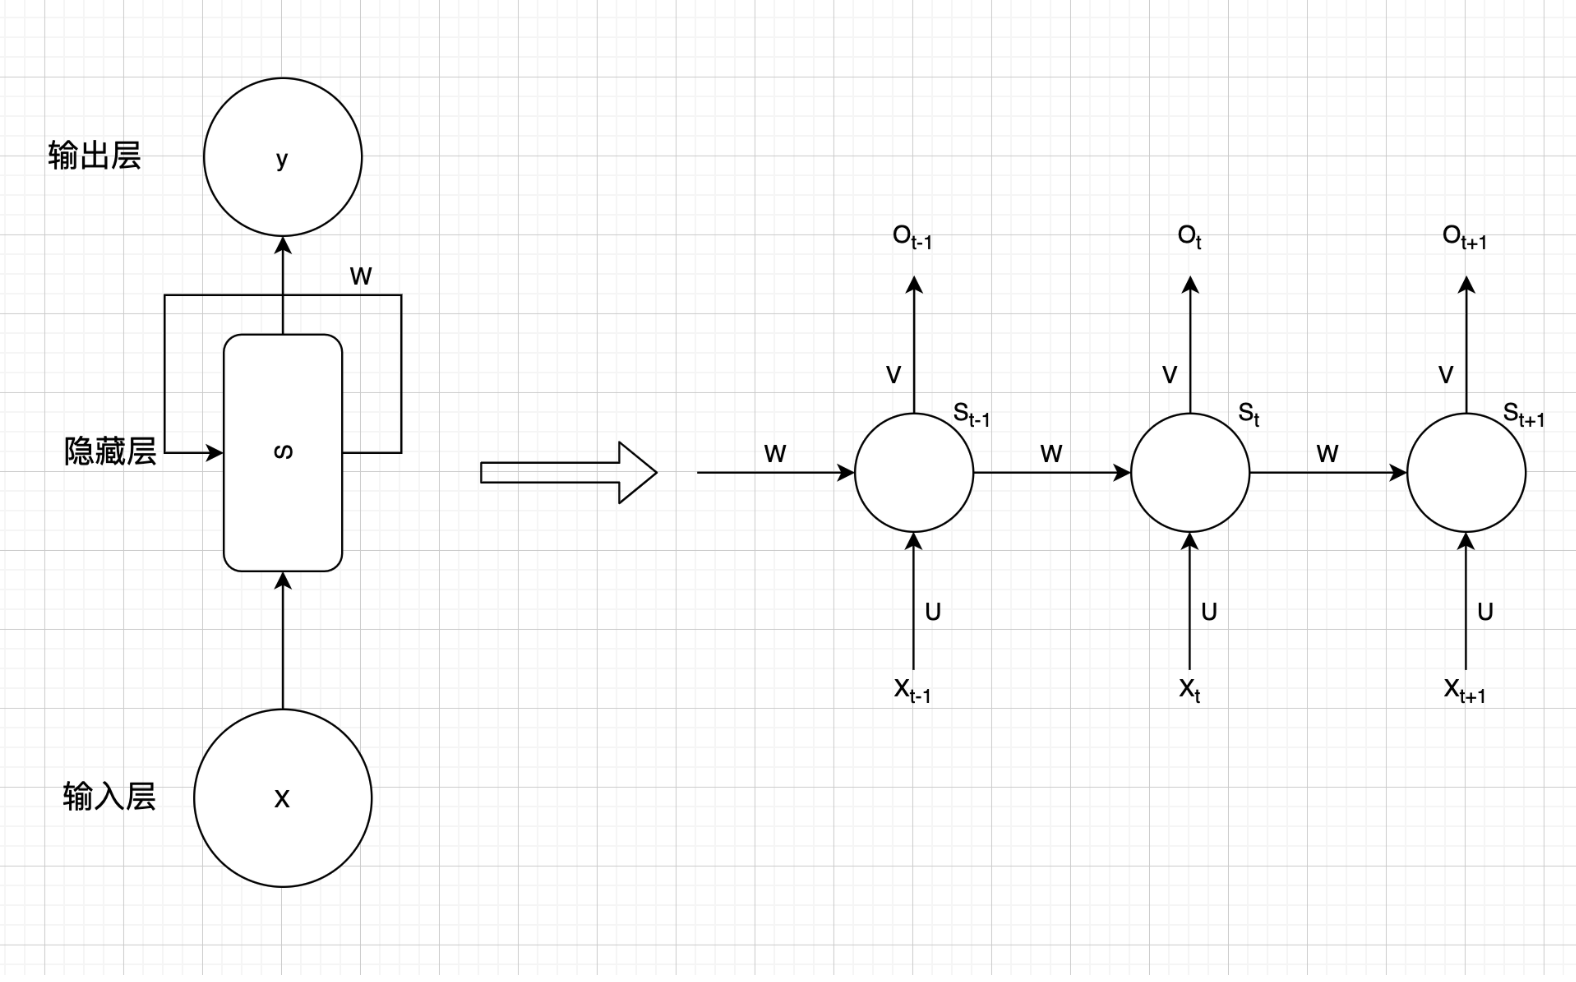 输出层
y
W
隐藏层
S
输入层
X
O_{t-1}
O_t
O_{t+1}
V
V
V
S_{t-1}
S_t
S_{t+1}
W
W
W
U
U
U
X_{t-1}
X_t
X_{t+1}